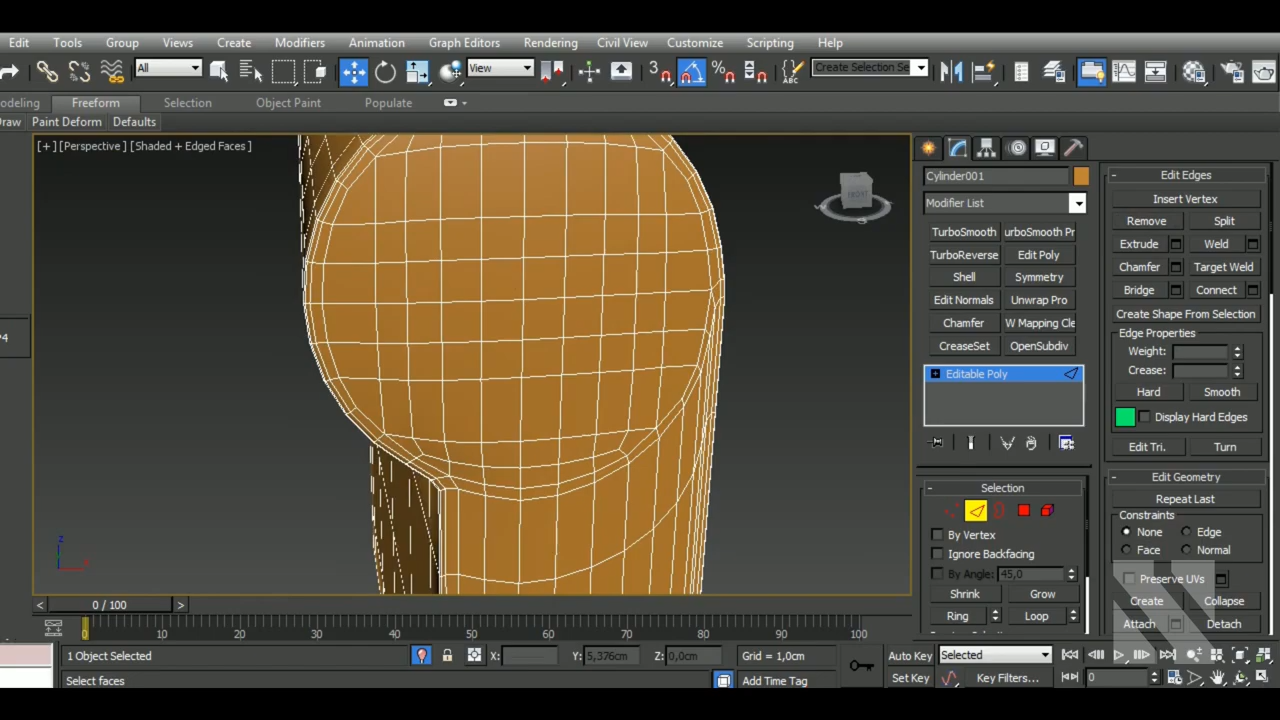 Edit Tools Group Views Create Modifiers Animation Graph Editors Rendering Civil View Customize Scripting Help
All View 3 ABC Create Selection Se
odeling Freeform Selection Object Paint Populate
raw Paint Deform Defaults
[+] [Perspective] [Shaded + Edged Faces]
FRONT
P4
z
Cylinder001
Modifier List
TurboSmooth urboSmooth Pr
TurboReverse Edit Poly
Shell Symmetry
Edit Normals Unwrap Pro
Chamfer W Mapping Cle
CreaseSet OpenSubdiv
Editable Poly
Selection
By Vertex
Ignore Backfacing
By Angle: 45,0
Shrink Grow
Ring Loop
Edit Edges
Insert Vertex
Remove Split
Extrude Weld
Chamfer Target Weld
Bridge Connect
Create Shape From Selection
Edge Properties
Weight:
Crease:
Hard Smooth
Display Hard Edges
Edit Tri. Turn
Edit Geometry
Repeat Last
Constraints
None Edge
Face Normal
Preserve UVs
Create Collapse
Attach Detach
< 0 / 100 >
0 10 20 30 40 50 60 70 80 90 100
1 Object Selected X: Y: 5,376cm Z: 0,0cm Grid = 1,0cm Auto Key Selected
Select faces Add Time Tag Set Key Key Filters... 0